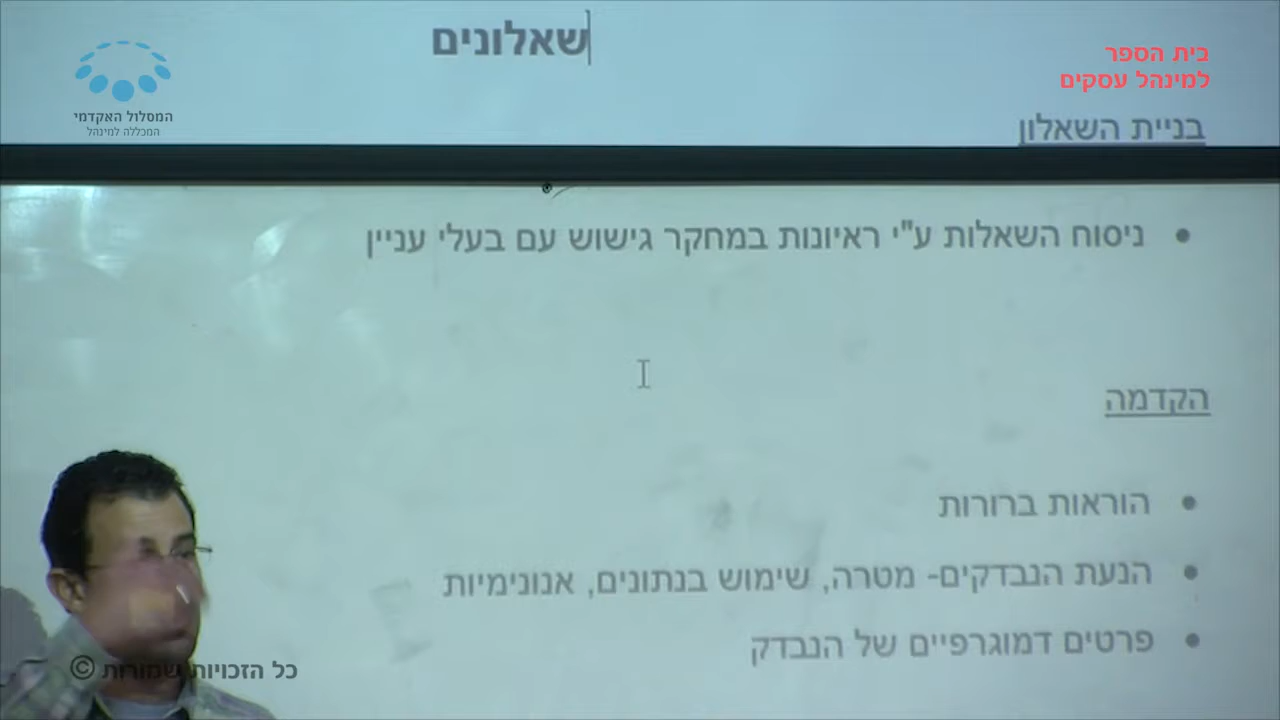 שאלונים
בית הספר
למינהל עסקים
המסלול האקדמי
המכללה למינהל
בניית השאלון
• ניסוח השאלות ע"י ראיונות במחקר גישוש עם בעלי עניין
הקדמה
• הוראות ברורות
• הנעת הנבדקים- מטרה, שימוש בנתונים, אנונימיות
• פרטים דמוגרפיים של הנבדק
כל הזכויות שמורות ©